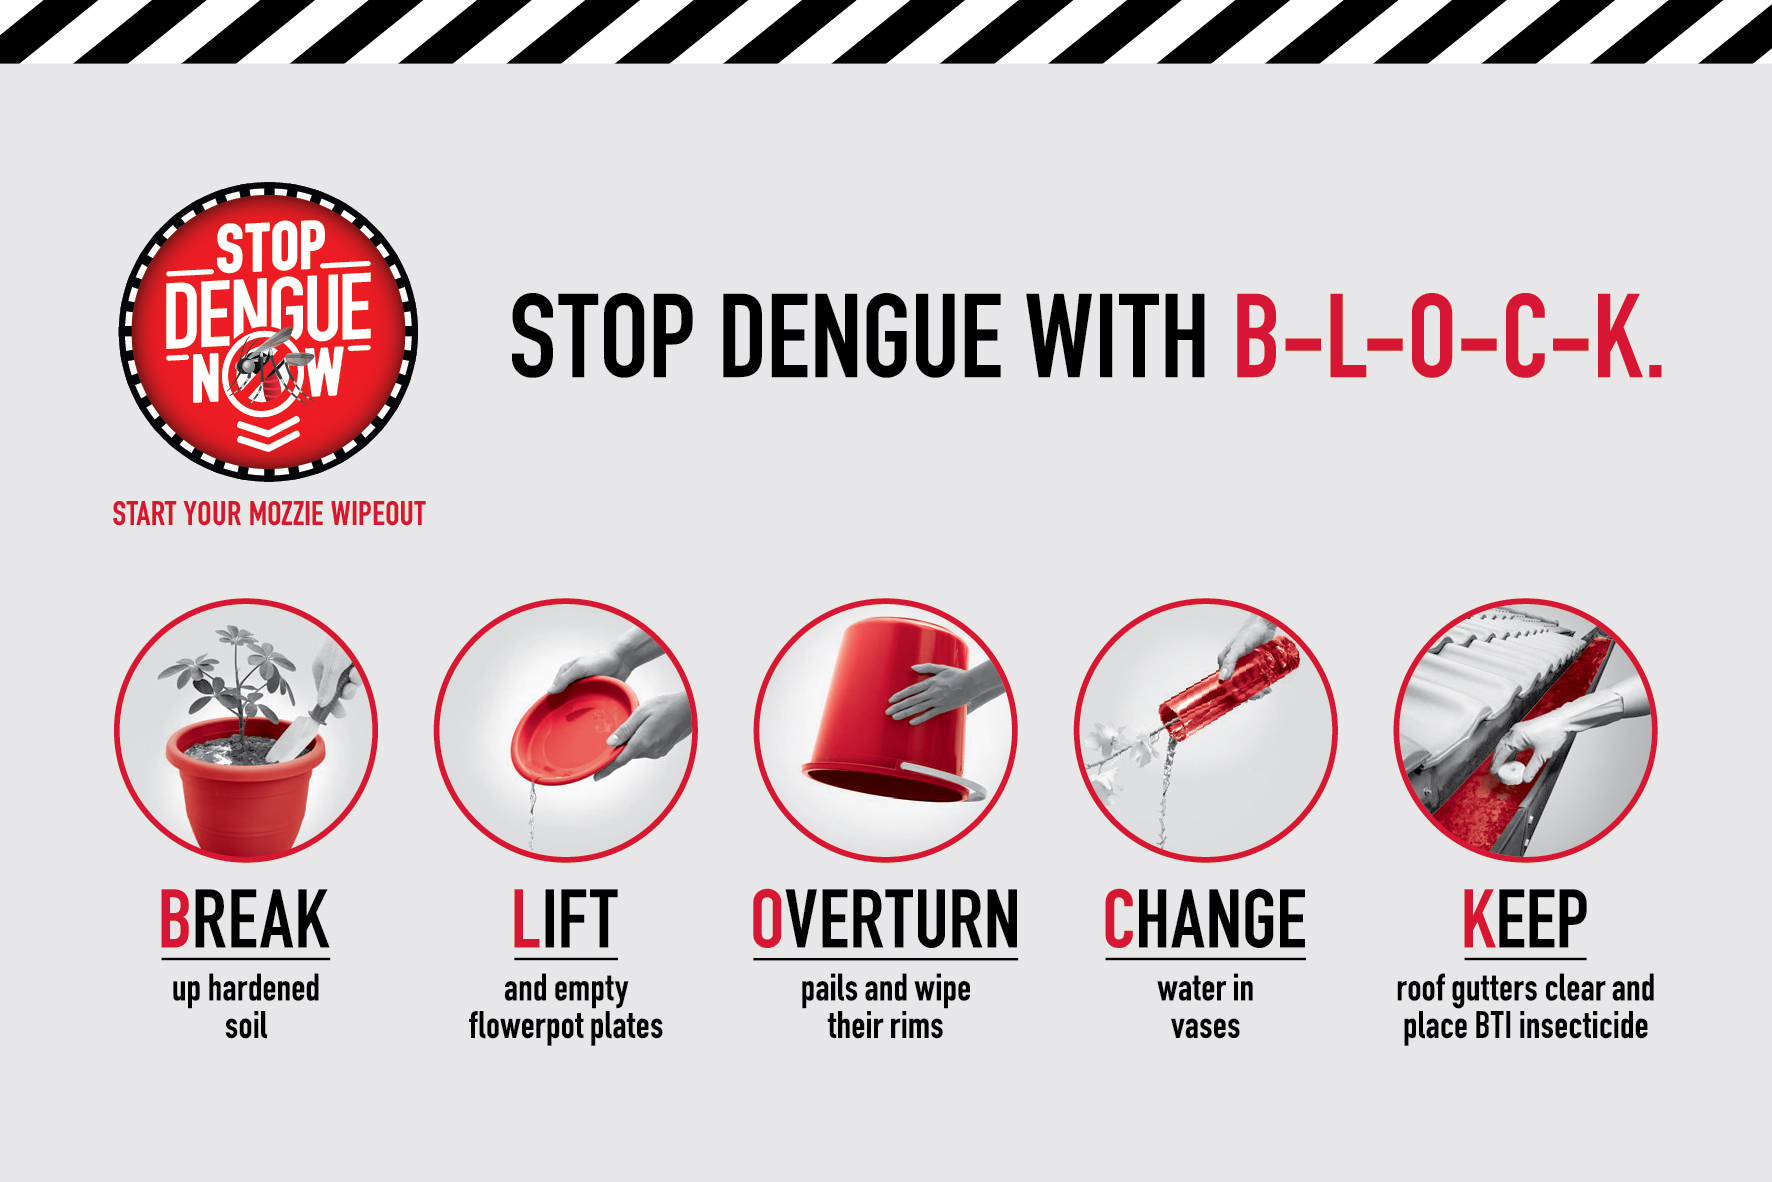 STOP
DENGUE
NOW
START YOUR MOZZIE WIPEOUT
STOP DENGUE WITH B-L-O-C-K.
BREAK
up hardened
soil
LIFT
and empty
flowerpot plates
OVERTURN
pails and wipe
their rims
CHANGE
water in
vases
KEEP
roof gutters clear and
place BTI insecticide